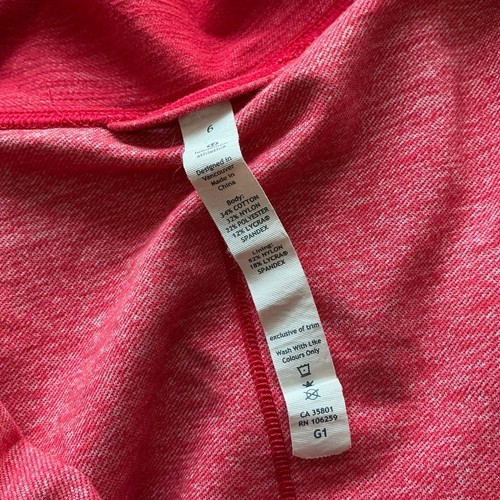 6
Designed in
Vancouver
Made in
China
Body:
34% COTTON
32% NYLON
22% POLYESTER
12% LYCRA®
SPANDEX
Lining:
82% NYLON
18% LYCRA®
SPANDEX
exclusive of trim
Wash With Like
Colours Only
CA 35801
RN 106259
G1